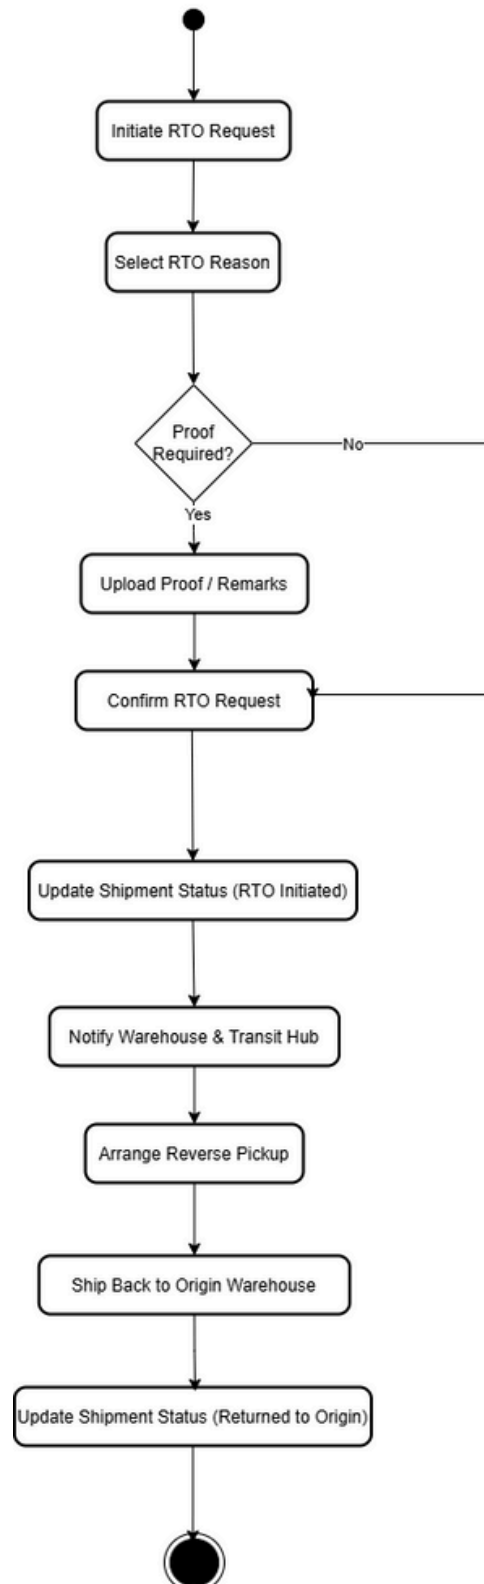 Initiate RTO Request
Select RTO Reason
Proof
Required?
No
Yes
Upload Proof / Remarks
Confirm RTO Request
Update Shipment Status (RTO Initiated)
Notify Warehouse & Transit Hub
Arrange Reverse Pickup
Ship Back to Origin Warehouse
Update Shipment Status (Returned to Origin)